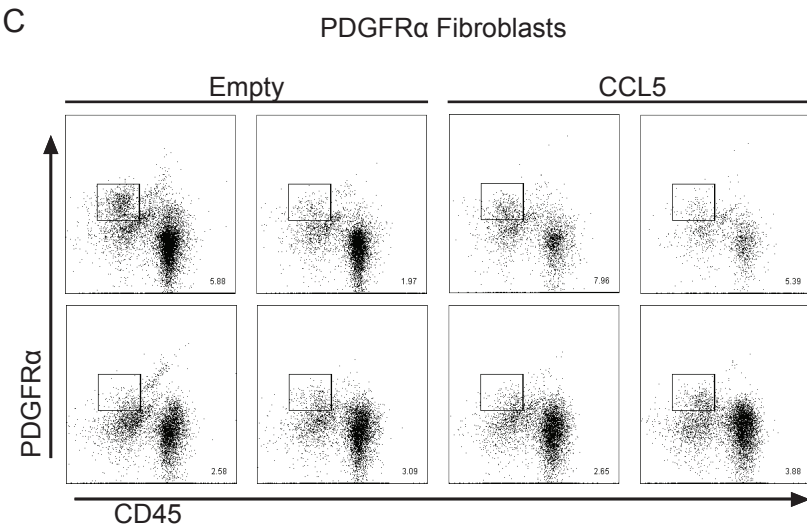 C
PDGFRα Fibroblasts
Empty
CCL5
5.88
1.97
7.96
5.39
PDGFRα
2.58
3.09
2.65
3.88
CD45